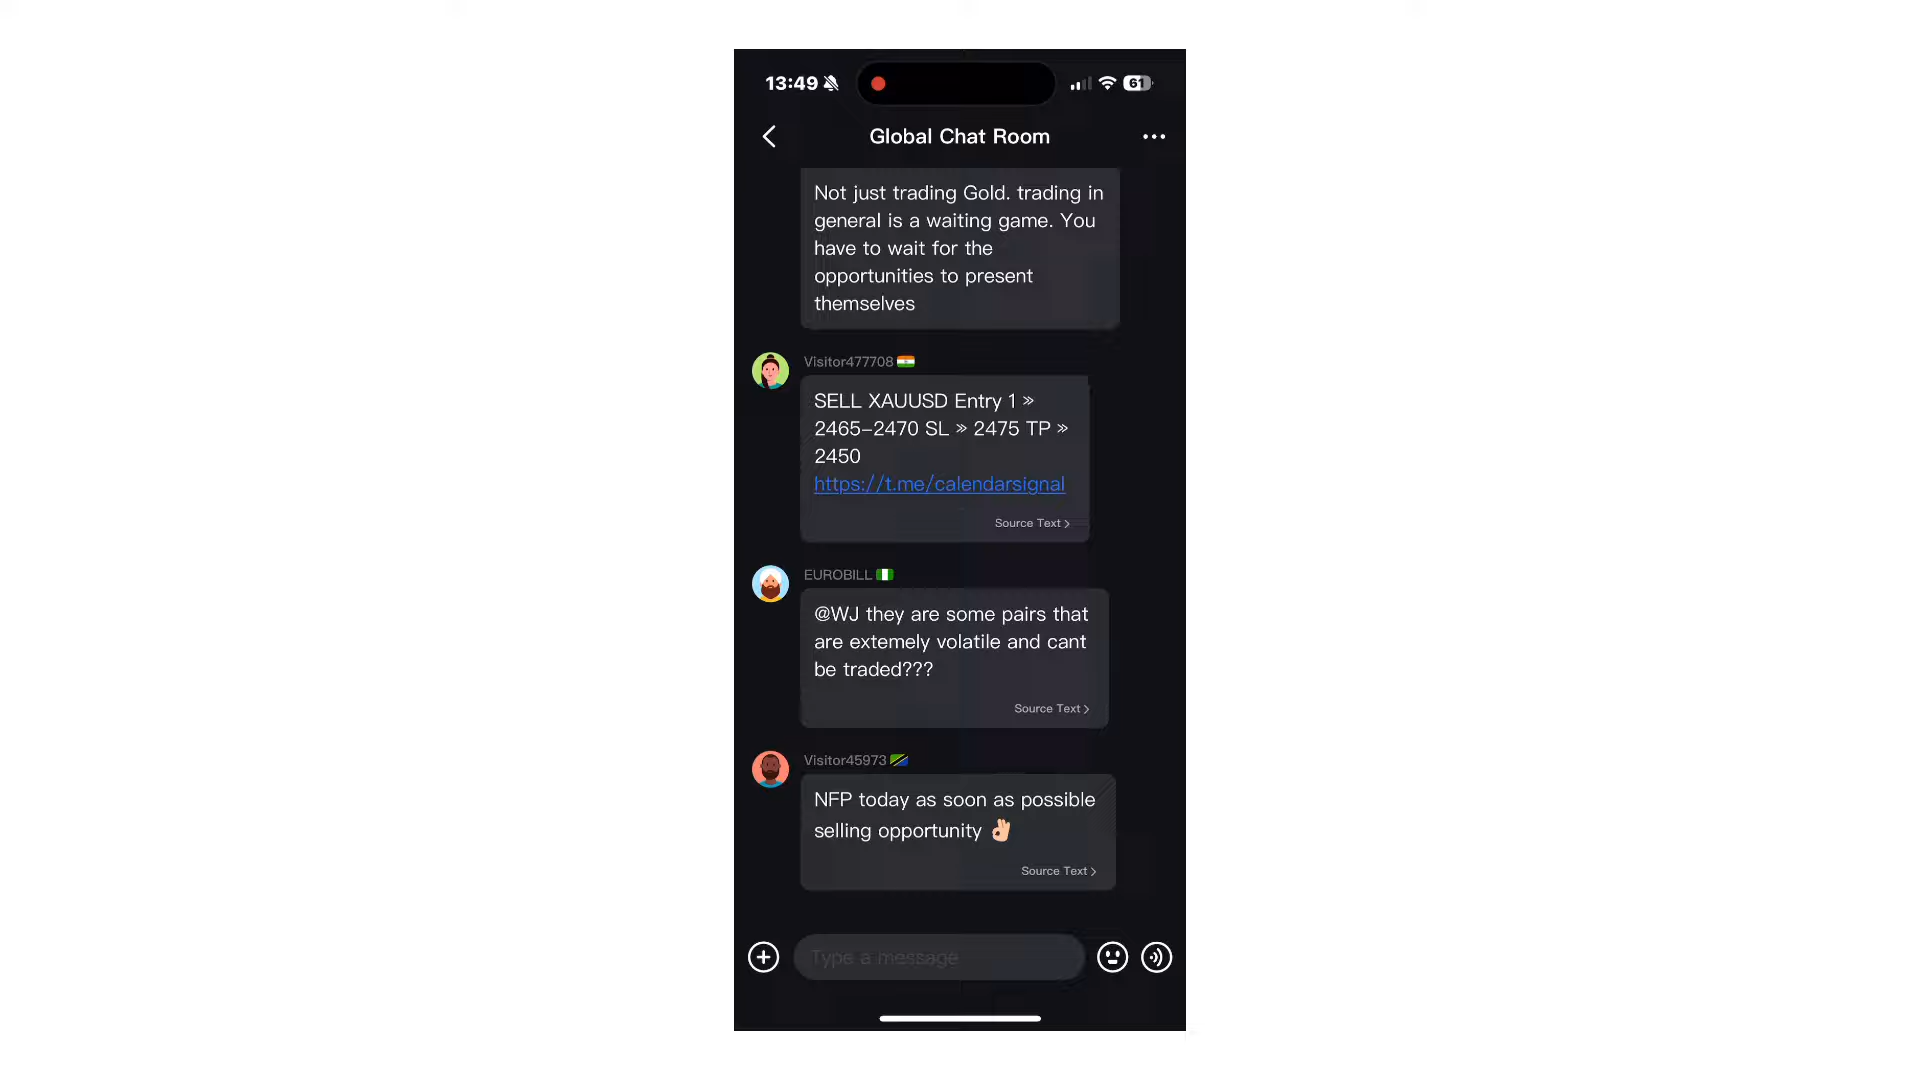 13:49
61
Global Chat Room
Not just trading Gold. trading in
general is a waiting game. You
have to wait for the
opportunities to present
themselves
Visitor477708
SELL XAUUSD Entry 1 »
2465-2470 SL » 2475 TP »
2450
https://t.me/calendarsignal
Source Text >
EUROBILL
@WJ they are some pairs that
are extemely volatile and cant
be traded???
Source Text >
Visitor45973
NFP today as soon as possible
selling opportunity 👌🏻
Source Text >
Type a message